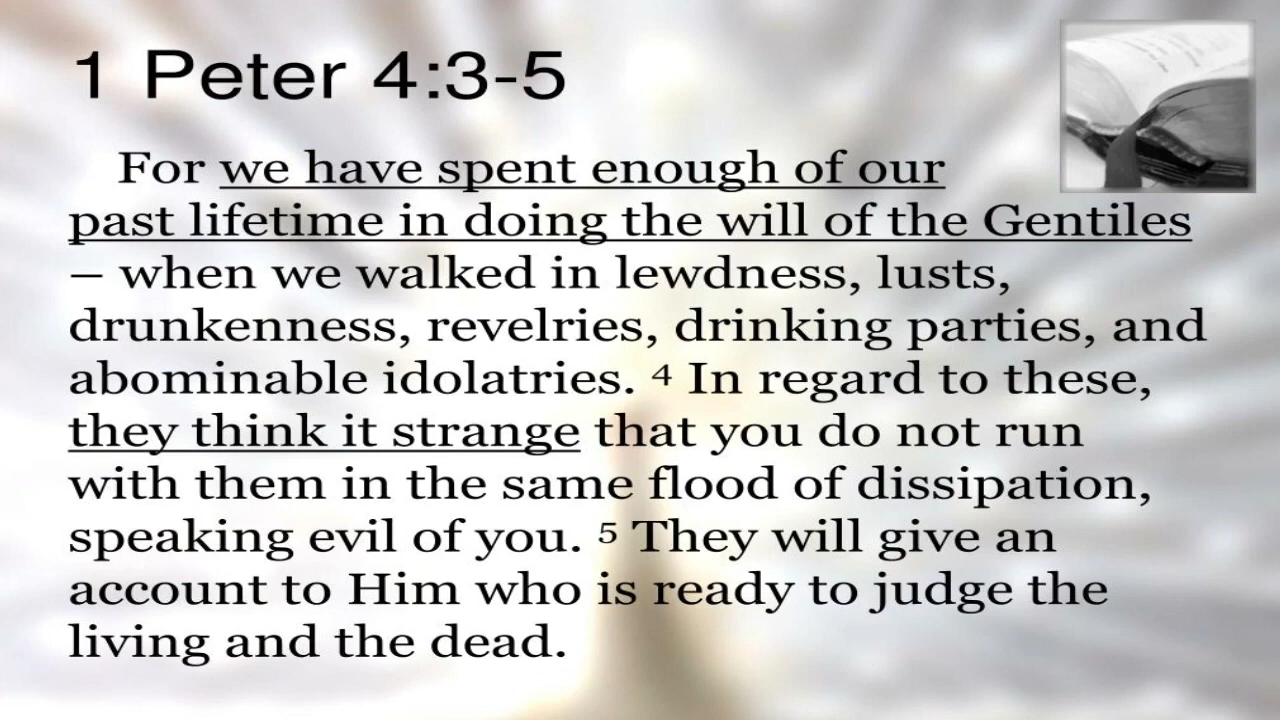 1 Peter 4:3-5
For we have spent enough of our
past lifetime in doing the will of the Gentiles
– when we walked in lewdness, lusts,
drunkenness, revelries, drinking parties, and
abominable idolatries. ⁴ In regard to these,
they think it strange that you do not run
with them in the same flood of dissipation,
speaking evil of you. ⁵ They will give an
account to Him who is ready to judge the
living and the dead.